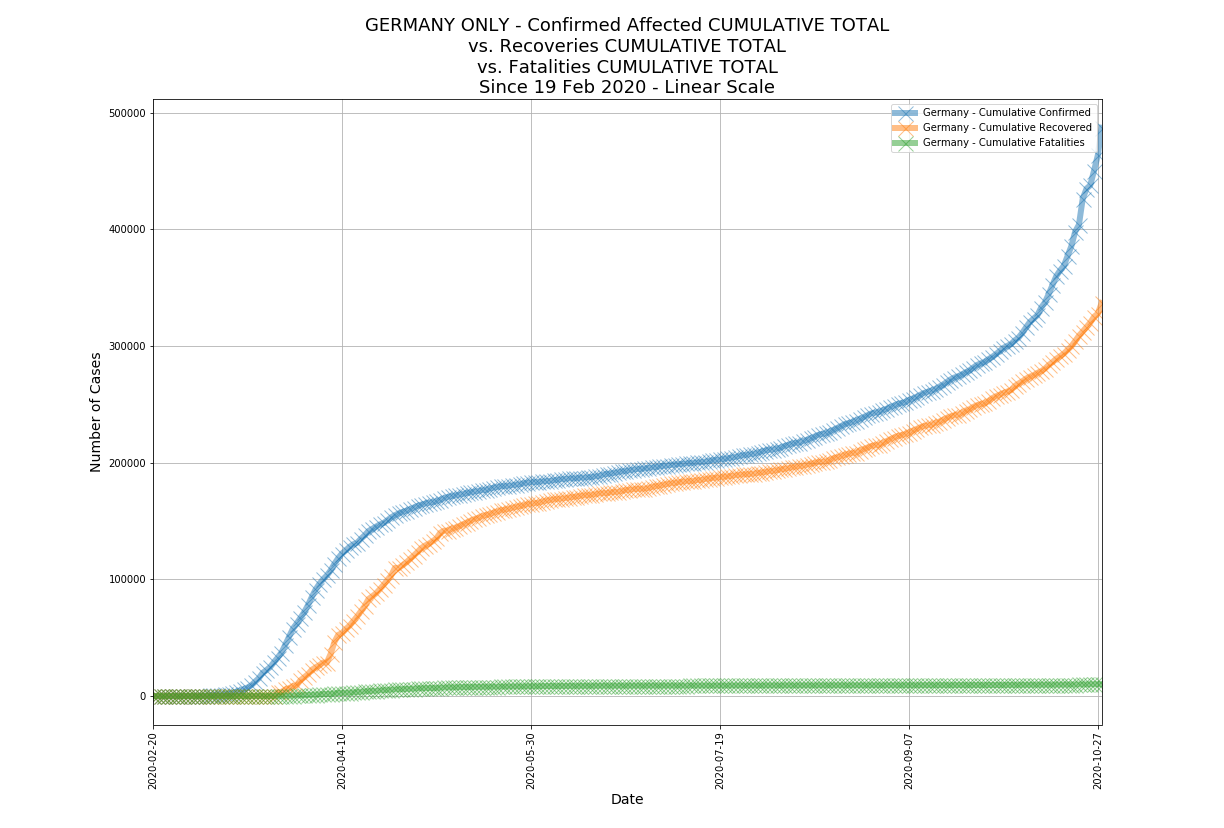 GERMANY ONLY - Confirmed Affected CUMULATIVE TOTAL
vs. Recoveries CUMULATIVE TOTAL
vs. Fatalities CUMULATIVE TOTAL
Since 19 Feb 2020 - Linear Scale
Germany - Cumulative Confirmed
Germany - Cumulative Recovered
Germany - Cumulative Fatalities
Number of Cases
500000
400000
300000
200000
100000
0
2020-02-20
2020-04-10
2020-05-30
2020-07-19
2020-09-07
2020-10-27
Date